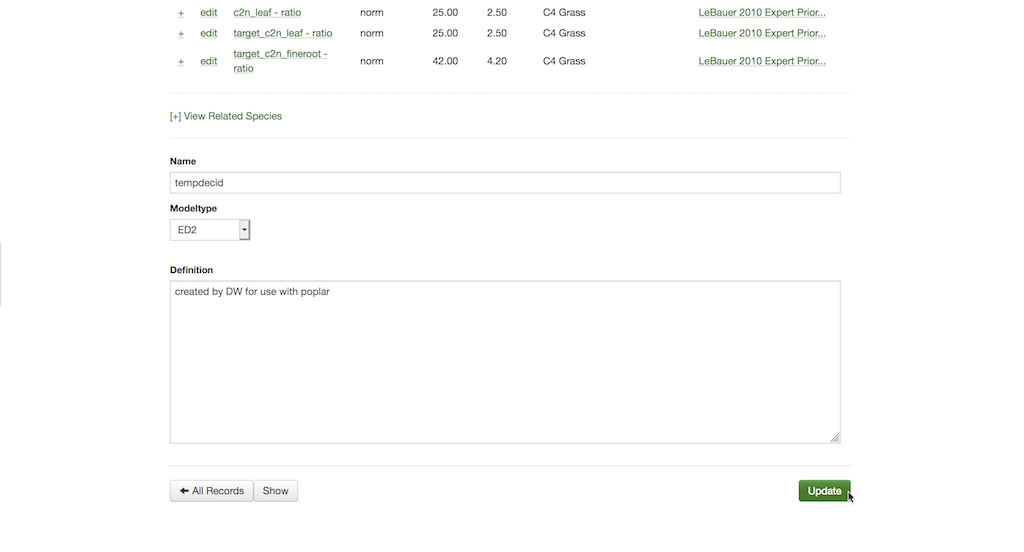 + edit c2n_leaf - ratio norm 25.00 2.50 C4 Grass LeBauer 2010 Expert Prior...
+ edit target_c2n_leaf - ratio norm 25.00 2.50 C4 Grass LeBauer 2010 Expert Prior...
+ edit target_c2n_fineroot - ratio norm 42.00 4.20 C4 Grass LeBauer 2010 Expert Prior...
[+] View Related Species
Name
tempdecid
Modeltype
ED2
Definition
created by DW for use with poplar
All Records Show Update